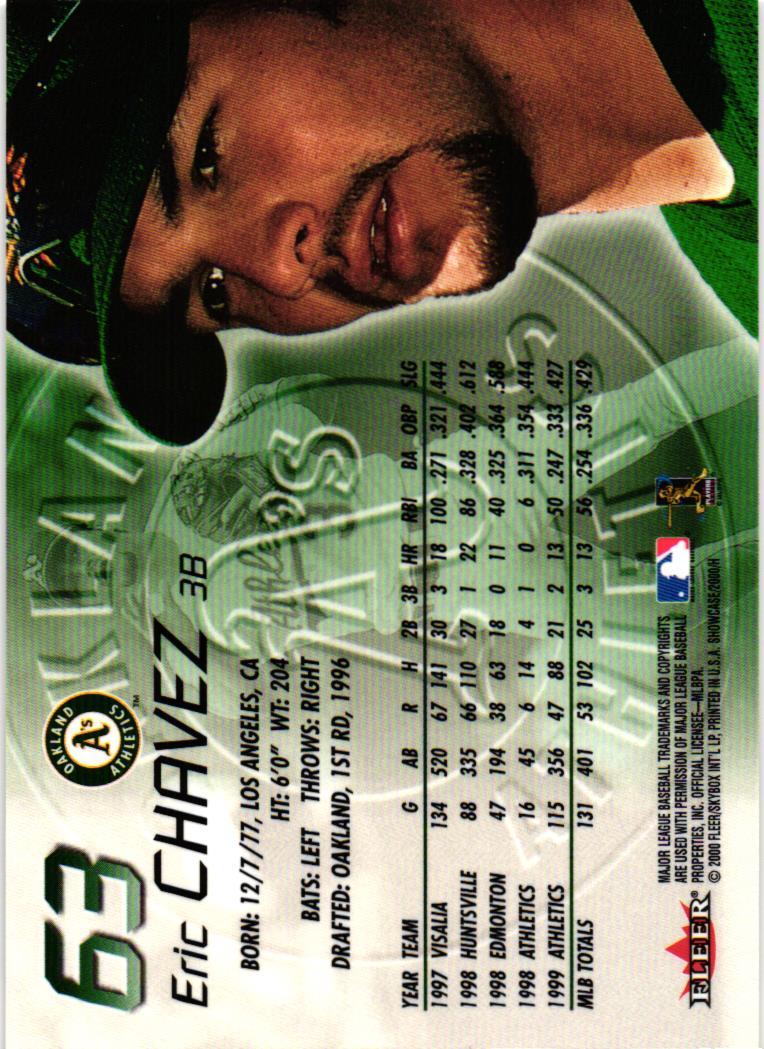 63
OAKLAND
A's
ATHLETICS
™
Eric CHAVEZ 3B
BORN: 12/7/77, LOS ANGELES, CA
HT: 6'0" WT: 204
BATS: LEFT THROWS: RIGHT
DRAFTED: OAKLAND, 1ST RD, 1996
YEAR TEAM G AB R H 2B 3B HR RBI BA OBP SLG
1997 VISALIA 134 520 67 141 30 3 18 100 .271 .321 .444
1998 HUNTSVILLE 88 335 66 110 27 1 22 86 .328 .402 .612
1998 EDMONTON 47 194 38 63 18 0 11 40 .325 .364 .588
1998 ATHLETICS 16 45 6 14 4 1 0 6 .311 .354 .444
1999 ATHLETICS 115 356 47 88 21 2 13 50 .247 .333 .427
MLB TOTALS 131 401 53 102 25 3 13 56 .254 .336 .429
FLEER®
MAJOR LEAGUE BASEBALL TRADEMARKS AND COPYRIGHTS
ARE USED WITH PERMISSION OF MAJOR LEAGUE BASEBALL
PROPERTIES, INC. OFFICIAL LICENSEE—MLBPA.
© 2000 FLEER/SKYBOX INT'L LP, PRINTED IN U.S.A. SHOWCASE/2000/H
PLAYERS